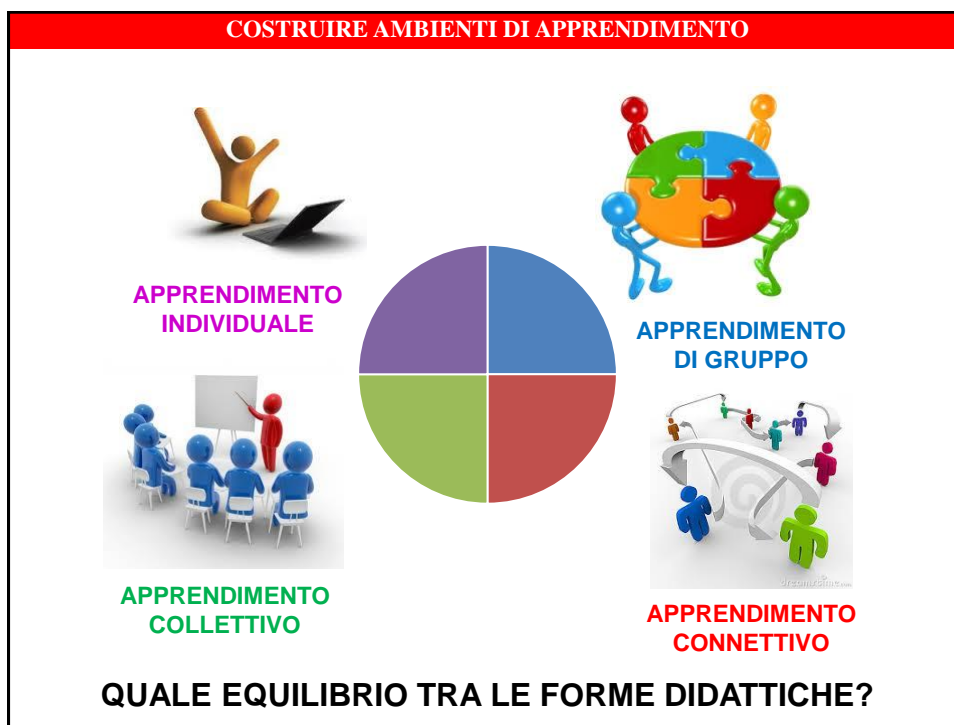 COSTRUIRE AMBIENTI DI APPRENDIMENTO
APPRENDIMENTO
INDIVIDUALE
APPRENDIMENTO
DI GRUPPO
APPRENDIMENTO
COLLETTIVO
dreamstime
APPRENDIMENTO
CONNETTIVO
QUALE EQUILIBRIO TRA LE FORME DIDATTICHE?